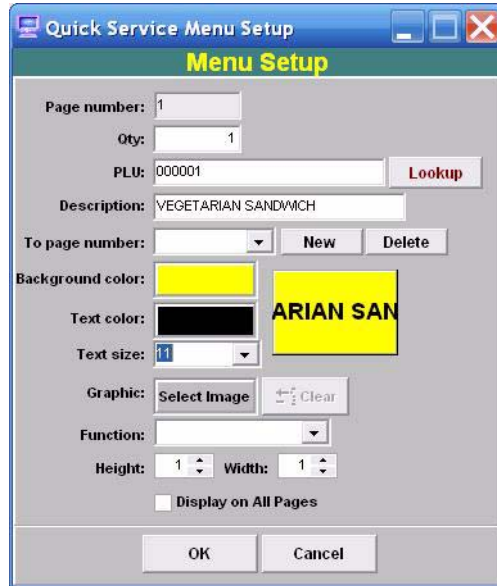 Quick Service Menu Setup
Menu Setup
Page number: 1
Qty: 1
PLU: 000001 Lookup
Description: VEGETARIAN SANDWICH
To page number: New Delete
Background color:
Text color:
ARIAN SAN
Text size: 11
Graphic: Select Image Clear
Function:
Height: 1 Width: 1
Display on All Pages
OK Cancel